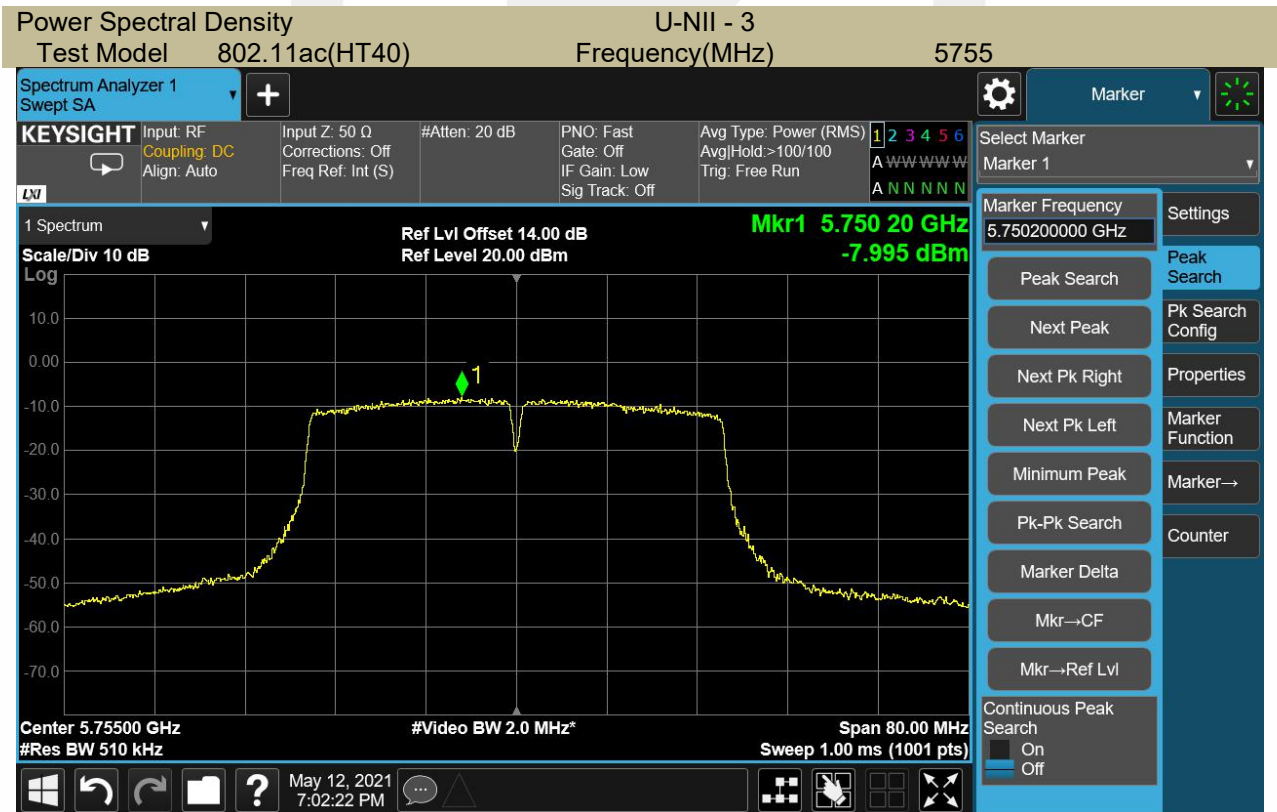 Power Spectral Density U-NII - 3
Test Model 802.11ac(HT40) Frequency(MHz) 5755
Spectrum Analyzer 1
Swept SA
+
Marker
KEYSIGHT
LXI
Input: RF
Coupling: DC
Align: Auto
Input Z: 50 Ω
Corrections: Off
Freq Ref: Int (S)
#Atten: 20 dB
PNO: Fast
Gate: Off
IF Gain: Low
Sig Track: Off
Avg Type: Power (RMS)
Avg|Hold:>100/100
Trig: Free Run
1 2 3 4 5 6
A W W W W W
A N N N N N
Select Marker
Marker 1
1 Spectrum
Scale/Div 10 dB
Ref Lvl Offset 14.00 dB
Ref Level 20.00 dBm
Mkr1 5.750 20 GHz
-7.995 dBm
Log
10.0
0.00
-10.0
-20.0
-30.0
-40.0
-50.0
-60.0
-70.0
1
Center 5.75500 GHz
#Res BW 510 kHz
#Video BW 2.0 MHz*
Span 80.00 MHz
Sweep 1.00 ms (1001 pts)
Marker Frequency
5.750200000 GHz
Peak Search
Next Peak
Next Pk Right
Next Pk Left
Minimum Peak
Pk-Pk Search
Marker Delta
Mkr→CF
Mkr→Ref Lvl
Continuous Peak
Search
On
Off
Settings
Peak
Search
Pk Search
Config
Properties
Marker
Function
Marker→
Counter
?
May 12, 2021
7:02:22 PM